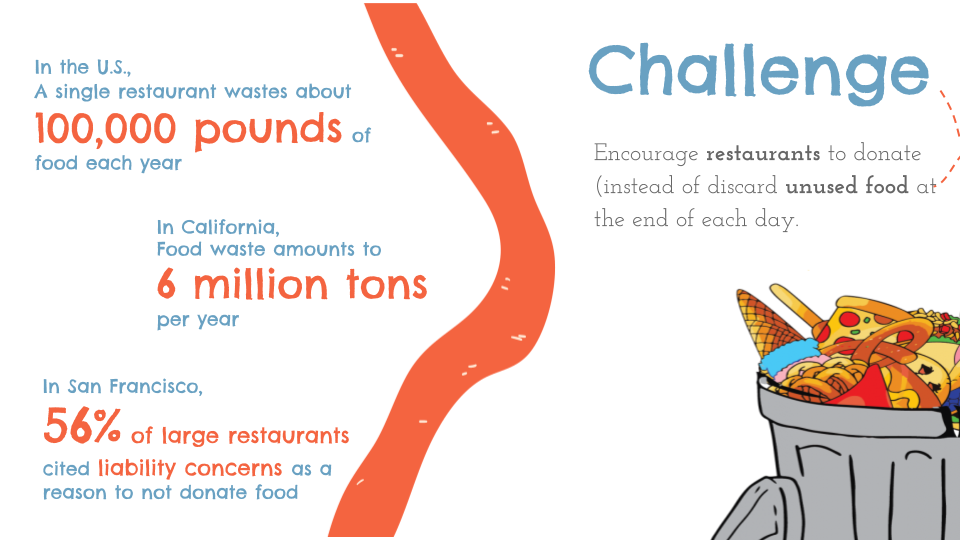 In the U.S.,
A single restaurant wastes about
100,000 pounds of
food each year
In California,
Food waste amounts to
6 million tons
per year
In San Francisco,
56% of large restaurants
cited liability concerns as a
reason to not donate food
Challenge
Encourage restaurants to donate
(instead of discard unused food at
the end of each day.